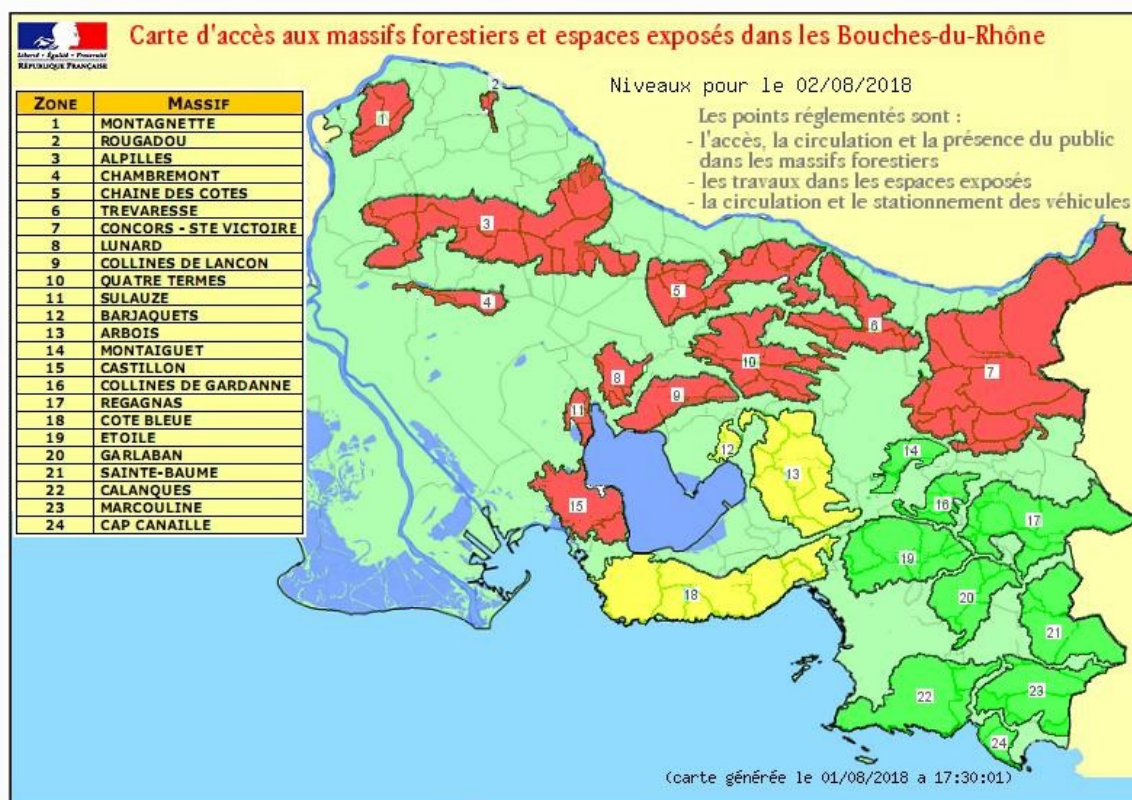 Carte d'accès aux massifs forestiers et espaces exposés dans les Bouches-du-Rhône
Liberté • Égalité • Fraternité
RÉPUBLIQUE FRANÇAISE
Niveaux pour le 02/08/2018
Les points réglementés sont :
- l'accès, la circulation et la présence du public
dans les massifs forestiers
- les travaux dans les espaces exposés
- la circulation et le stationnement des véhicules
ZONE MASSIF
1 MONTAGNETTE
2 ROUGADOU
3 ALPILLES
4 CHAMBREMONT
5 CHAINE DES COTES
6 TREVARESSE
7 CONCORS - STE VICTOIRE
8 LUNARD
9 COLLINES DE LANCON
10 QUATRE TERMES
11 SULAUZE
12 BARJAQUETS
13 ARBOIS
14 MONTAIGUET
15 CASTILLON
16 COLLINES DE GARDANNE
17 REGAGNAS
18 COTE BLEUE
19 ETOILE
20 GARLABAN
21 SAINTE-BAUME
22 CALANQUES
23 MARCOULINE
24 CAP CANAILLE
2
1
3
5
4
6
10
7
8
9
11
12
14
13
15
16
17
19
18
20
21
22
23
24
(carte générée le 01/08/2018 a 17:30:01)